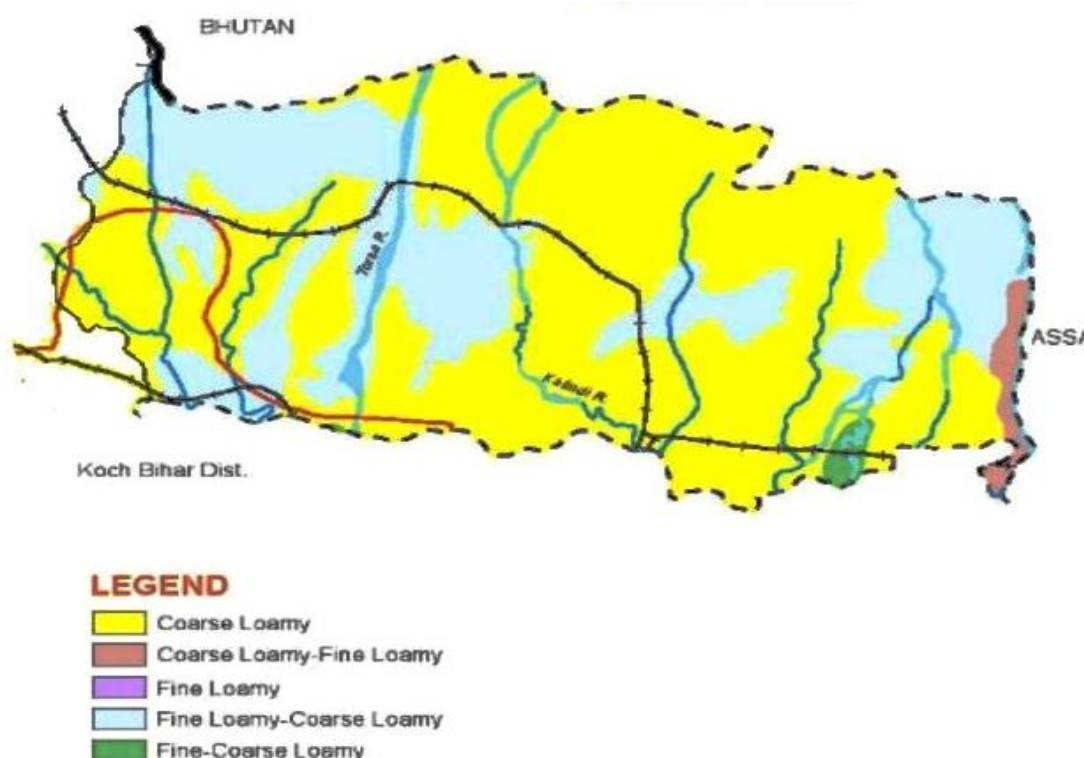 BHUTAN
Torsa R.
ASSA
Kalnadi R.
Koch Bihar Dist.
LEGEND
Coarse Loamy
Coarse Loamy-Fine Loamy
Fine Loamy
Fine Loamy-Coarse Loamy
Fine-Coarse Loamy